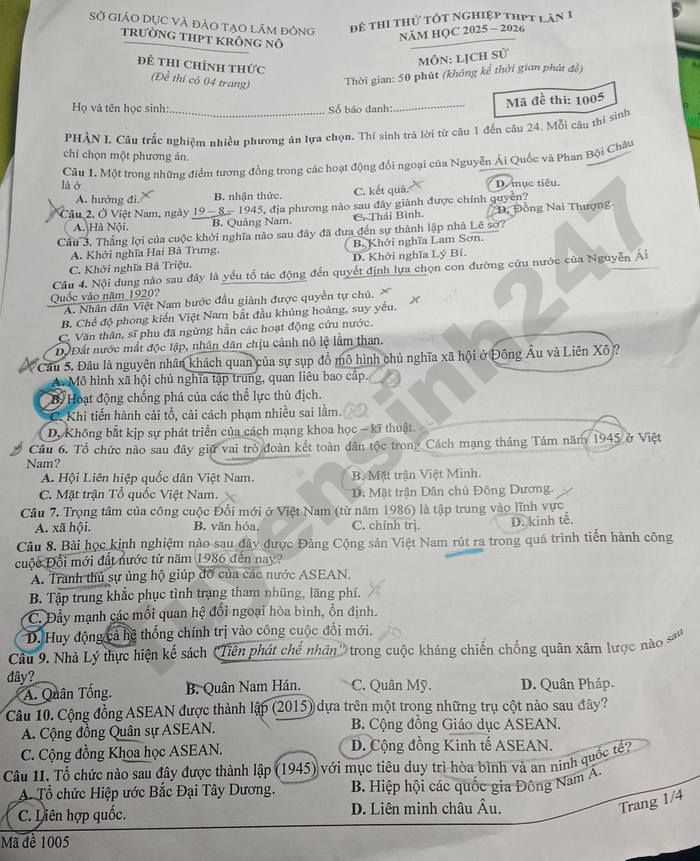 SỞ GIÁO DỤC VÀ ĐÀO TẠO LÂM ĐỒNG
TRƯỜNG THPT KRÔNG NÔ
ĐỀ THI CHÍNH THỨC
(Đề thi có 04 trang)
ĐỀ THI THỬ TỐT NGHIỆP THPT LẦN 1
NĂM HỌC 2025 – 2026
MÔN: LỊCH SỬ
Thời gian: 50 phút (không kể thời gian phát đề)
Họ và tên học sinh: Số báo danh:
Mã đề thi: 1005
PHẦN I. Câu trắc nghiệm nhiều phương án lựa chọn. Thí sinh trả lời từ câu 1 đến câu 24. Mỗi câu thí sinh
chỉ chọn một phương án.
Câu 1. Một trong những điểm tương đồng trong các hoạt động đối ngoại của Nguyễn Ái Quốc và Phan Bội Châu
là ở
A. hướng đi. B. nhận thức. C. kết quả. D. mục tiêu.
Câu 2. Ở Việt Nam, ngày 19 – 8 – 1945, địa phương nào sau đây giành được chính quyền?
A. Hà Nội. B. Quảng Nam. C. Thái Bình. D. Đồng Nai Thượng.
Câu 3. Thắng lợi của cuộc khởi nghĩa nào sau đây đã đưa đến sự thành lập nhà Lê sơ?
A. Khởi nghĩa Hai Bà Trưng. B. Khởi nghĩa Lam Sơn.
C. Khởi nghĩa Bà Triệu. D. Khởi nghĩa Lý Bí.
Câu 4. Nội dung nào sau đây là yếu tố tác động đến quyết định lựa chọn con đường cứu nước của Nguyễn Ái
Quốc vào năm 1920?
A. Nhân dân Việt Nam bước đầu giành được quyền tự chủ.
B. Chế độ phong kiến Việt Nam bắt đầu khủng hoảng, suy yếu.
C. Văn thân, sĩ phu đã ngừng hẳn các hoạt động cứu nước.
D. Đất nước mất độc lập, nhân dân chịu cảnh nô lệ lầm than.
Câu 5. Đâu là nguyên nhân khách quan của sự sụp đổ mô hình chủ nghĩa xã hội ở Đông Âu và Liên Xô?
A. Mô hình xã hội chủ nghĩa tập trung, quan liêu bao cấp.
B. Hoạt động chống phá của các thế lực thù địch.
C. Khi tiến hành cải tổ, cải cách phạm nhiều sai lầm.
D. Không bắt kịp sự phát triển của cách mạng khoa học – kĩ thuật.
Câu 6. Tổ chức nào sau đây giữ vai trò đoàn kết toàn dân tộc trong Cách mạng tháng Tám năm 1945 ở Việt
Nam?
A. Hội Liên hiệp quốc dân Việt Nam. B. Mặt trận Việt Minh.
C. Mặt trận Tổ quốc Việt Nam. D. Mặt trận Dân chủ Đông Dương.
Câu 7. Trọng tâm của công cuộc Đổi mới ở Việt Nam (từ năm 1986) là tập trung vào lĩnh vực
A. xã hội. B. văn hóa. C. chính trị. D. kinh tế.
Câu 8. Bài học kinh nghiệm nào sau đây được Đảng Cộng sản Việt Nam rút ra trong quá trình tiến hành công
cuộc Đổi mới đất nước từ năm 1986 đến nay?
A. Tranh thủ sự ủng hộ giúp đỡ của các nước ASEAN.
B. Tập trung khắc phục tình trạng tham nhũng, lãng phí.
C. Đẩy mạnh các mối quan hệ đối ngoại hòa bình, ổn định.
D. Huy động cả hệ thống chính trị vào công cuộc đổi mới.
Câu 9. Nhà Lý thực hiện kế sách "Tiên phát chế nhân" trong cuộc kháng chiến chống quân xâm lược nào sau
đây?
A. Quân Tống. B. Quân Nam Hán. C. Quân Mỹ. D. Quân Pháp.
Câu 10. Cộng đồng ASEAN được thành lập (2015) dựa trên một trong những trụ cột nào sau đây?
A. Cộng đồng Quân sự ASEAN. B. Cộng đồng Giáo dục ASEAN.
C. Cộng đồng Khoa học ASEAN. D. Cộng đồng Kinh tế ASEAN.
Câu 11. Tổ chức nào sau đây được thành lập (1945) với mục tiêu duy trì hòa bình và an ninh quốc tế?
A. Tổ chức Hiệp ước Bắc Đại Tây Dương. B. Hiệp hội các quốc gia Đông Nam Á.
C. Liên hợp quốc. D. Liên minh châu Âu.
Trang 1/4
Mã đề 1005
Tuyensinh247